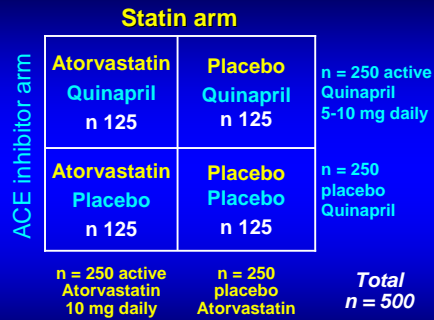 Statin arm
ACE inhibitor arm
Atorvastatin
Quinapril
n 125
Placebo
Quinapril
n 125
n = 250 active
Quinapril
5-10 mg daily
Atorvastatin
Placebo
n 125
Placebo
Placebo
n 125
n = 250
placebo
Quinapril
n = 250 active
Atorvastatin
10 mg daily
n = 250
placebo
Atorvastatin
Total
n = 500